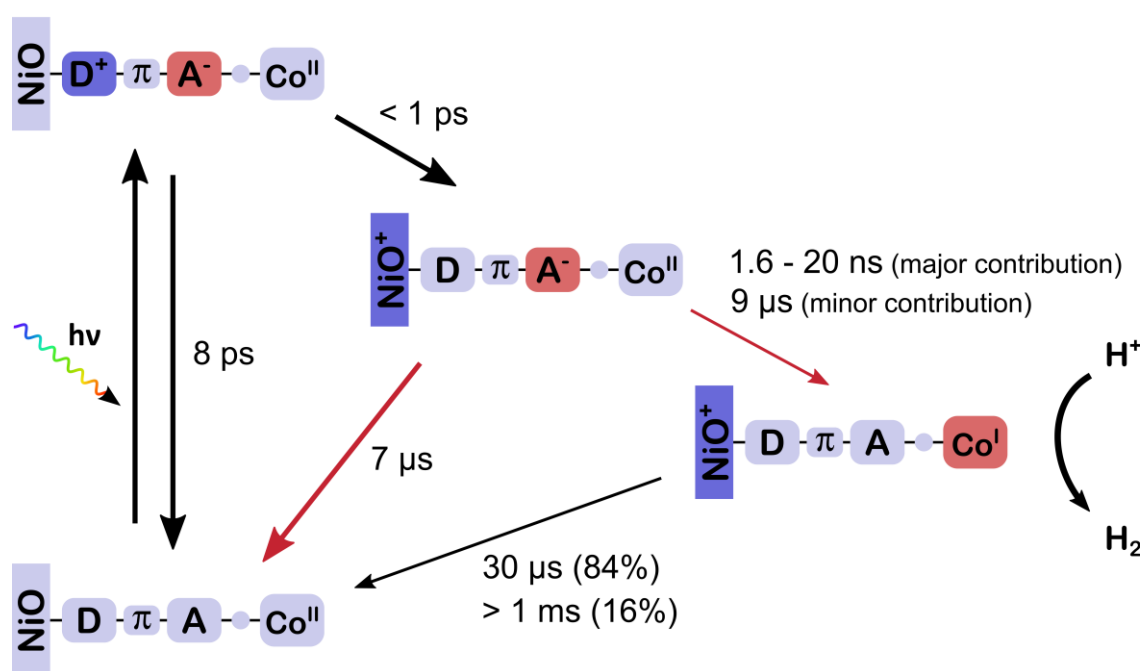 NiO D⁺ π A⁻ Coᴵᴵ
< 1 ps
NiO⁺ D π A⁻ Coᴵᴵ
1.6 - 20 ns (major contribution)
9 µs (minor contribution)
hν
8 ps
H⁺
NiO⁺ D π A Coᴵ
7 µs
H₂
30 µs (84%)
> 1 ms (16%)
NiO D π A Coᴵᴵ